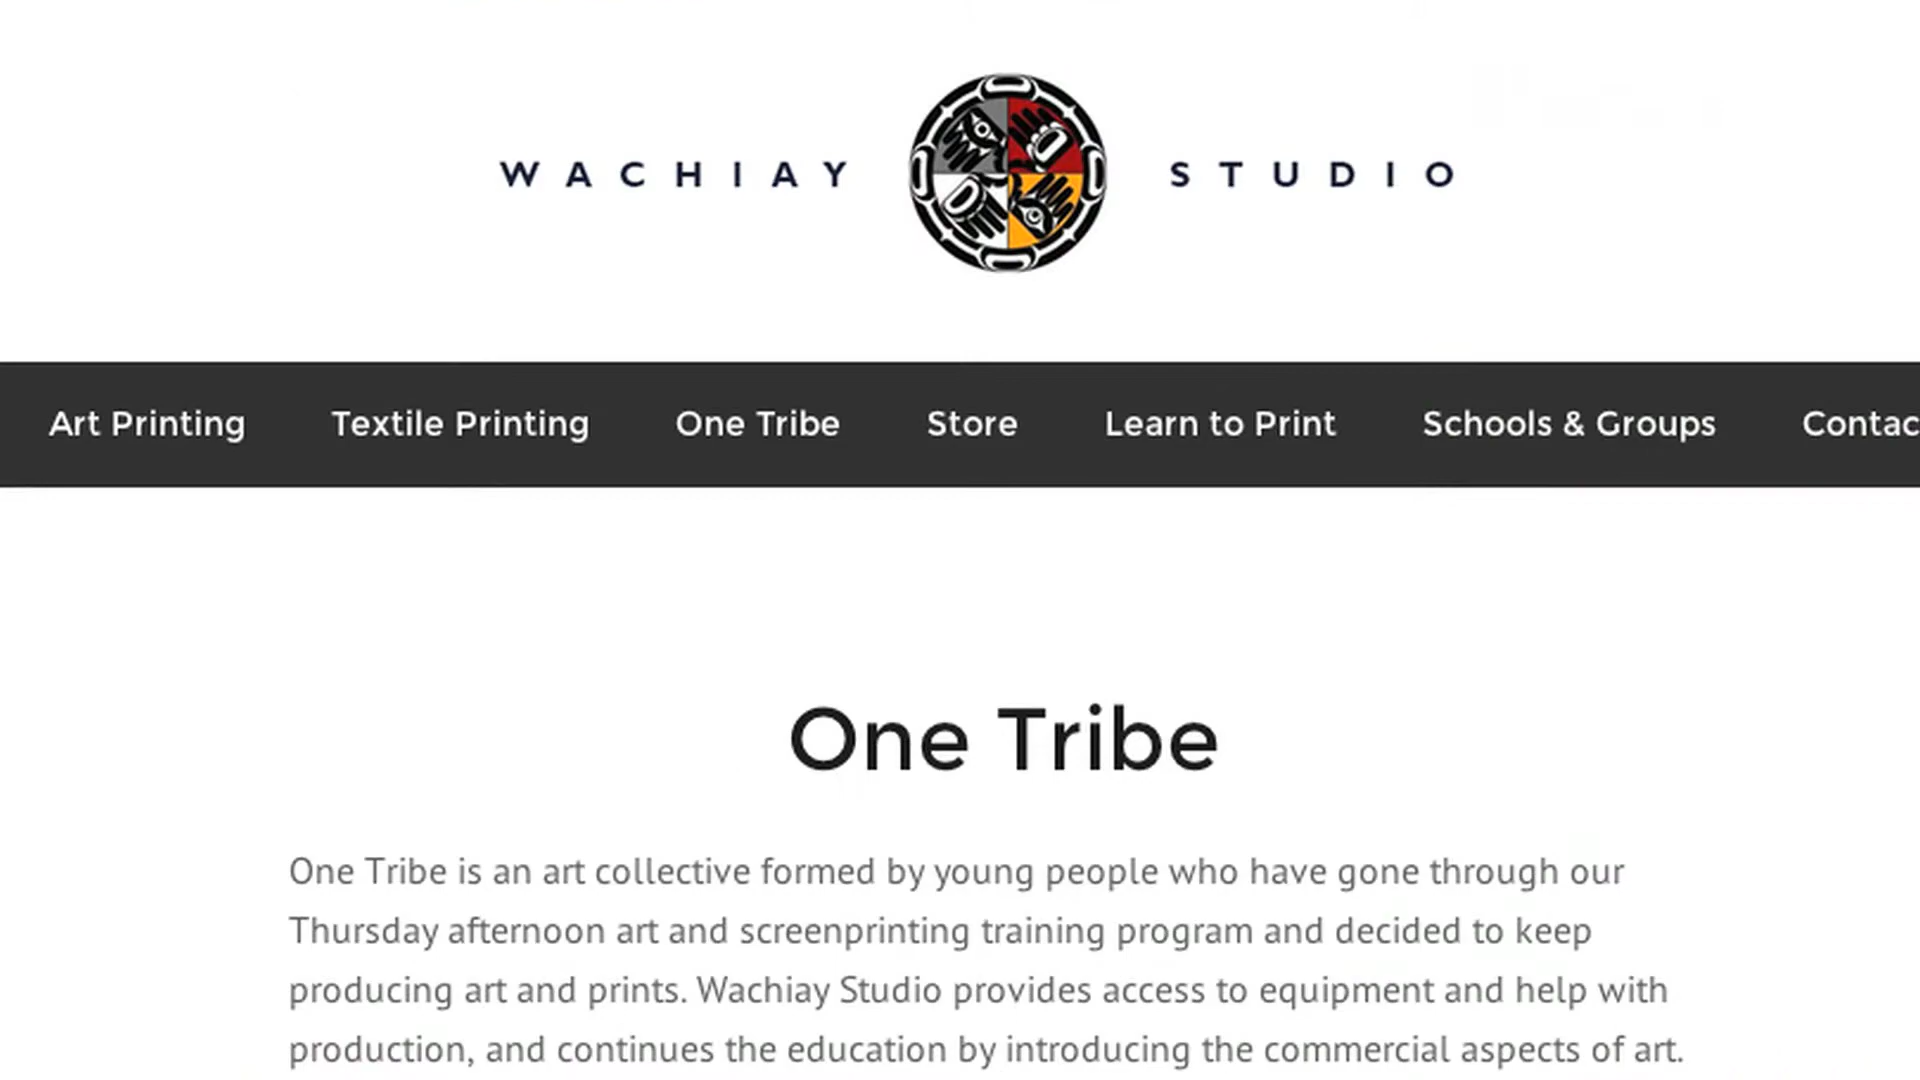 WACHIAY STUDIO
Art Printing Textile Printing One Tribe Store Learn to Print Schools & Groups Contac
One Tribe
One Tribe is an art collective formed by young people who have gone through our
Thursday afternoon art and screenprinting training program and decided to keep
producing art and prints. Wachiay Studio provides access to equipment and help with
production, and continues the education by introducing the commercial aspects of art.